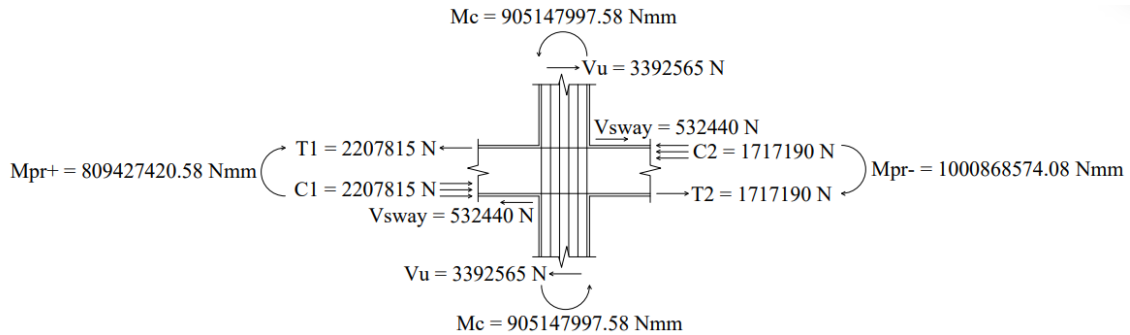 Mc = 905147997.58 Nmm
Vu = 3392565 N
Vsway = 532440 N
T1 = 2207815 N
C2 = 1717190 N
Mpr+ = 809427420.58 Nmm
Mpr- = 1000868574.08 Nmm
C1 = 2207815 N
T2 = 1717190 N
Vsway = 532440 N
Vu = 3392565 N
Mc = 905147997.58 Nmm